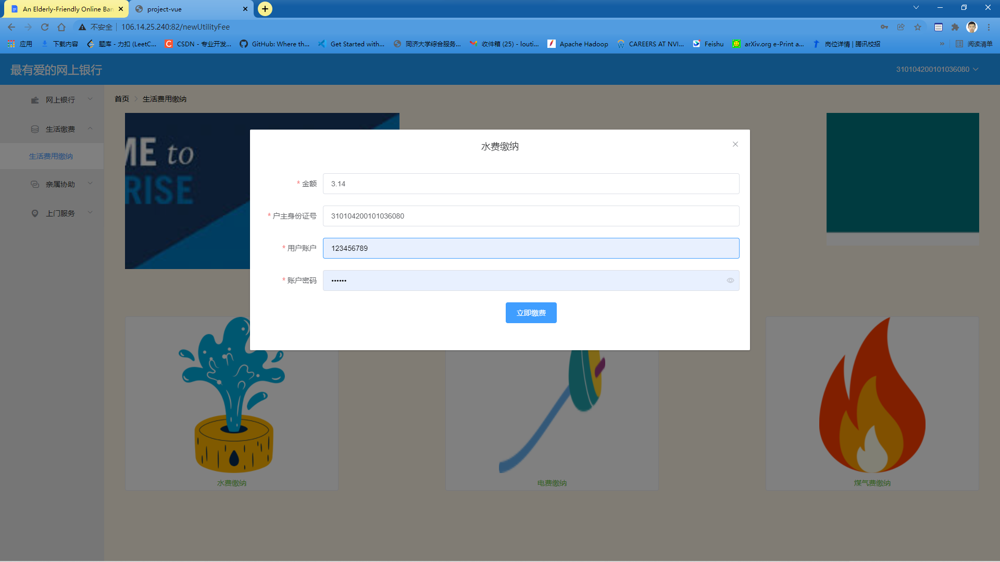 An Elderly-Friendly Online Ban
project-vue
不安全
106.14.25.240:82/newUtilityFee
应用
下载内容
题库 - 力扣 (LeetC...
CSDN - 专业开发...
GitHub: Where th...
Get Started with...
同济大学综合服务...
收件箱 (25) - louti...
Apache Hadoop
CAREERS AT NVI...
Feishu
arXiv.org e-Print a...
岗位详情 | 腾讯校招
»
阅读清单
最有爱的网上银行
310104200101036080
网上银行
生活缴费
生活费用缴纳
亲属协助
上门服务
首页
生活费用缴纳
ME to
RISE
水费缴纳
* 金额
3.14
* 户主身份证号
310104200101036080
* 用户账户
123456789
* 账户密码
••••••
立即缴费
水费缴纳
电费缴纳
煤气费缴纳